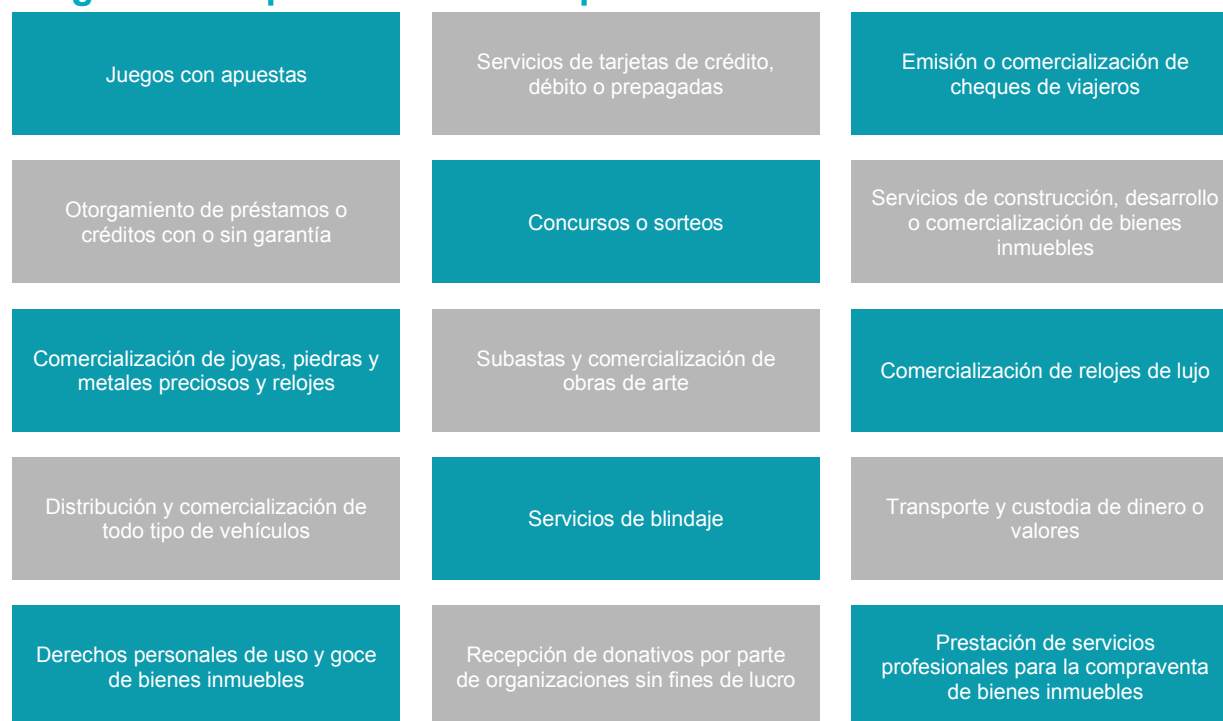 Juegos con apuestas
Servicios de tarjetas de crédito,
débito o prepagadas
Emisión o comercialización de
cheques de viajeros
Otorgamiento de préstamos o
créditos con o sin garantía
Concursos o sorteos
Servicios de construcción, desarrollo
o comercialización de bienes
inmuebles
Comercialización de joyas, piedras y
metales preciosos y relojes
Subastas y comercialización de
obras de arte
Comercialización de relojes de lujo
Distribución y comercialización de
todo tipo de vehículos
Servicios de blindaje
Transporte y custodia de dinero o
valores
Derechos personales de uso y goce
de bienes inmuebles
Recepción de donativos por parte
de organizaciones sin fines de lucro
Prestación de servicios
profesionales para la compraventa
de bienes inmuebles